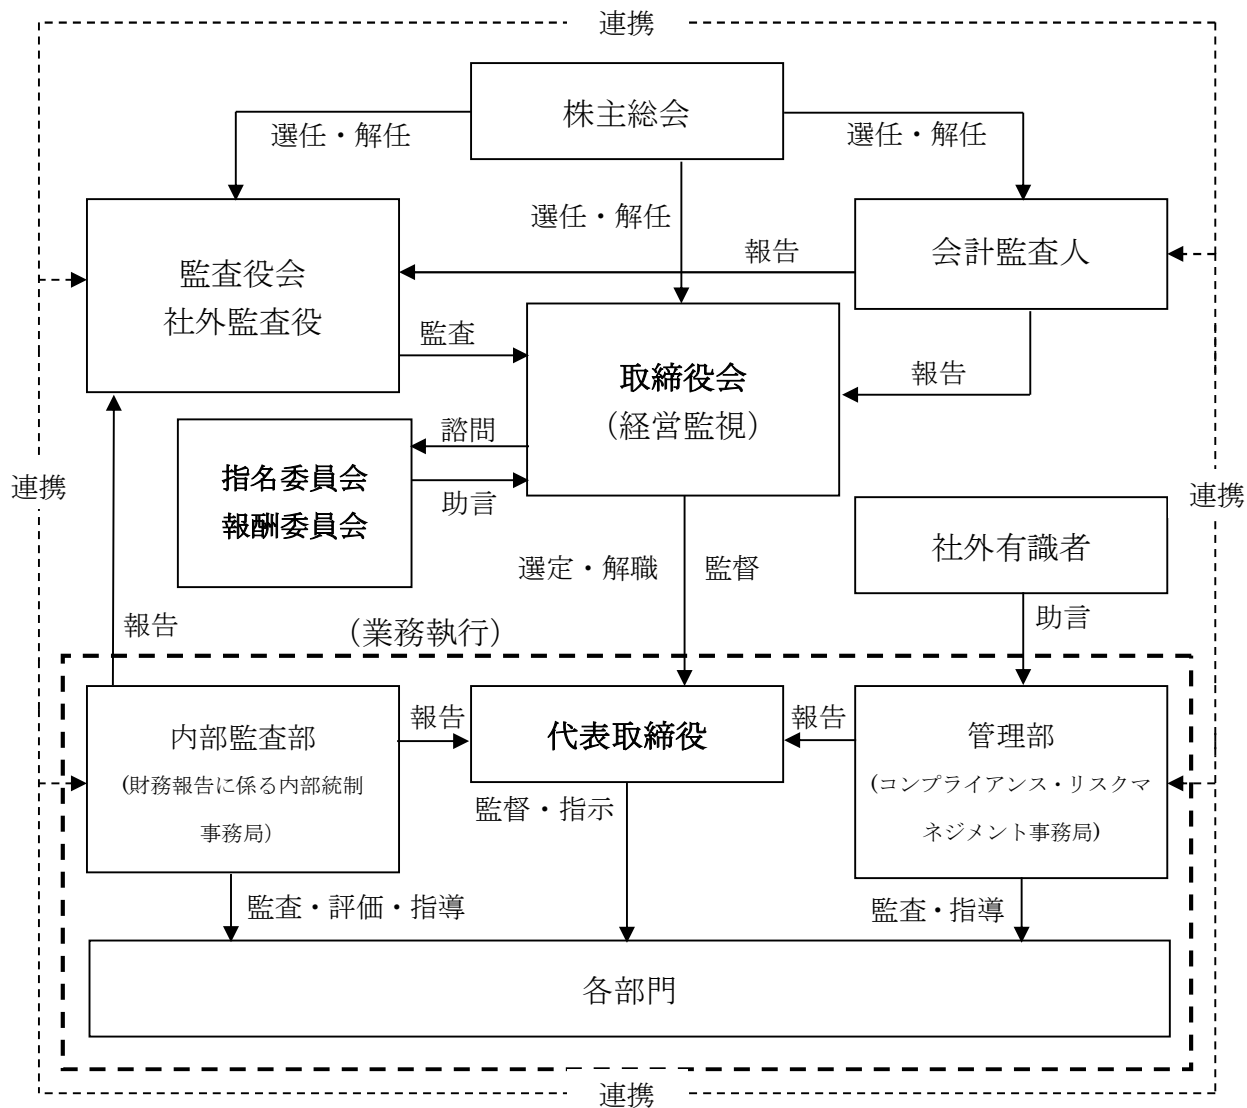 連携
株主総会
選任・解任
選任・解任
選任・解任
監査役会
社外監査役
会計監査人
報告
監査
取締役会
（経営監視）
報告
諮問
指名委員会
報酬委員会
助言
連携
連携
社外有識者
選定・解職
監督
助言
報告
（業務執行）
内部監査部
(財務報告に係る内部統制
事務局）
報告
代表取締役
報告
管理部
(コンプライアンス・リスクマ
ネジメント事務局)
監督・指示
監査・評価・指導
監査・指導
各部門
連携